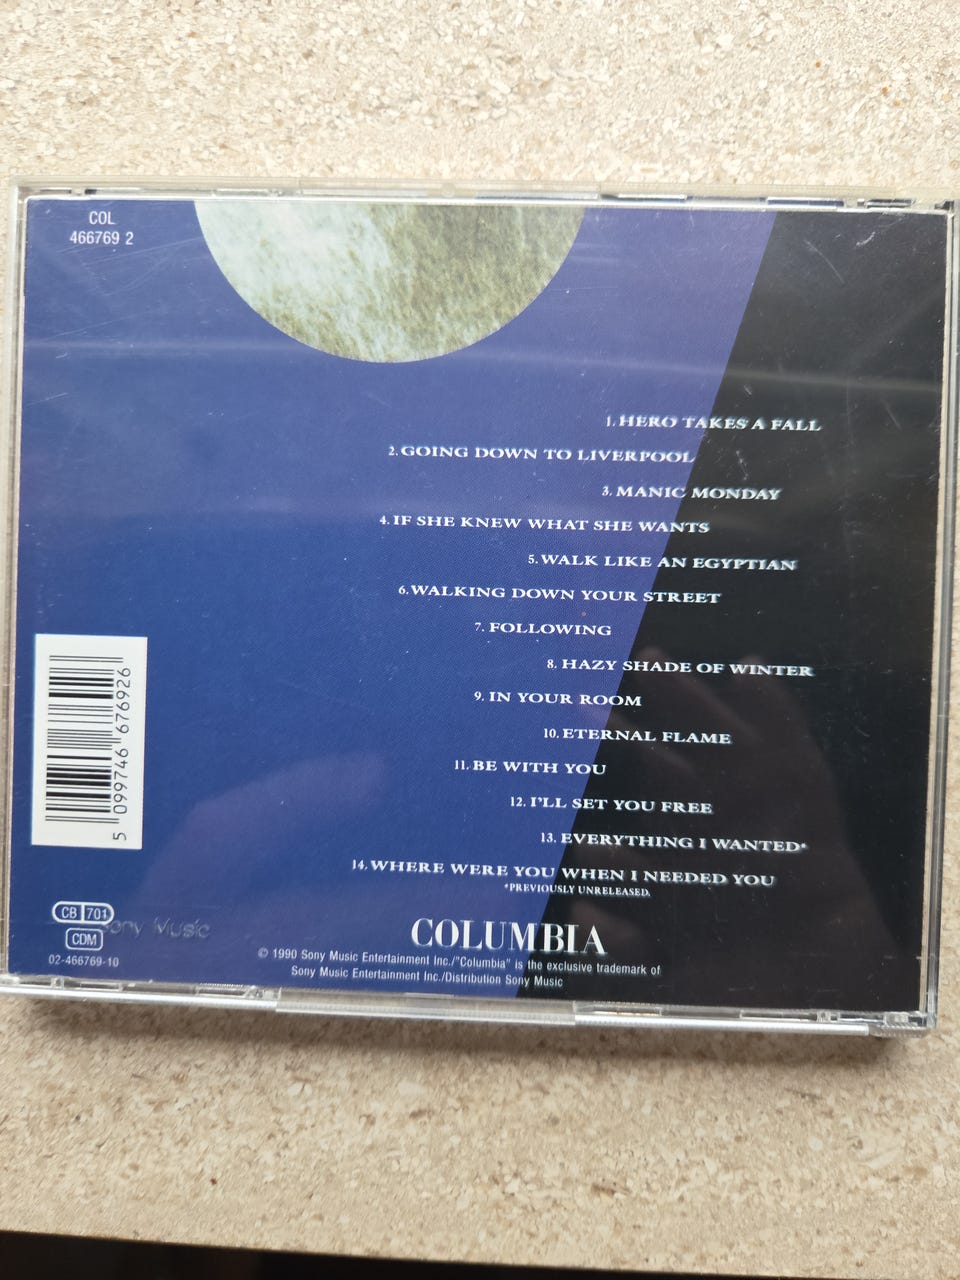 COL
466769 2
1. HERO TAKES A FALL
2. GOING DOWN TO LIVERPOOL
3. MANIC MONDAY
4. IF SHE KNEW WHAT SHE WANTS
5. WALK LIKE AN EGYPTIAN
6. WALKING DOWN YOUR STREET
7. FOLLOWING
8. HAZY SHADE OF WINTER
9. IN YOUR ROOM
10. ETERNAL FLAME
11. BE WITH YOU
12. I'LL SET YOU FREE
13. EVERYTHING I WANTED*
14. WHERE WERE YOU WHEN I NEEDED YOU
*PREVIOUSLY UNRELEASED.
5 099746 676926
CB 701
CDM
02-466769-10
Sony Music
COLUMBIA
© 1990 Sony Music Entertainment Inc./"Columbia" is the exclusive trademark of
Sony Music Entertainment Inc./Distribution Sony Music